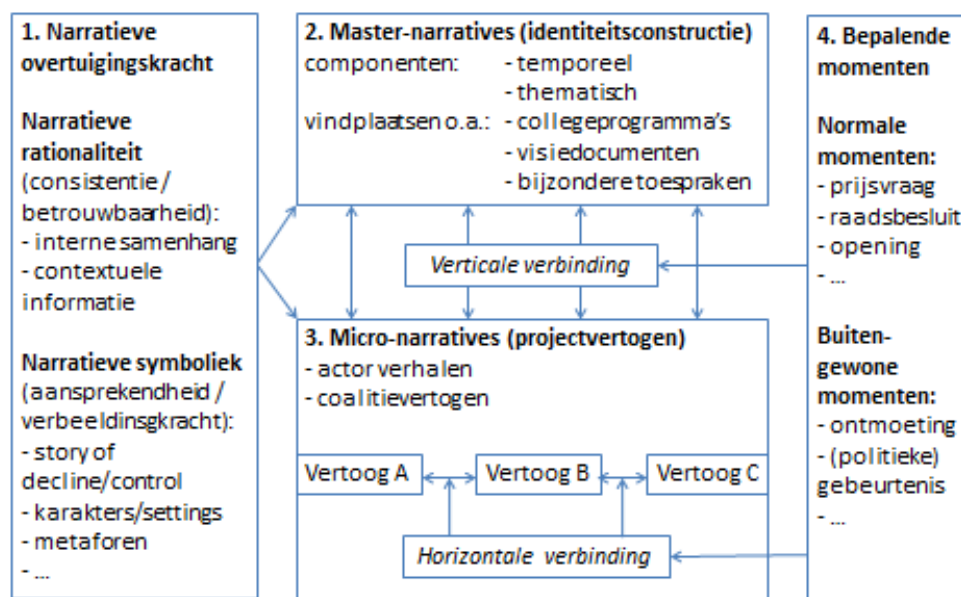 1. Narratieve
overtuigingskracht
Narratieve
rationaliteit
(consistentie /
betrouwbaarheid):
- interne samenhang
- contextuele
informatie
Narratieve symboliek
(aansprekendheid /
verbeeldinsgkracht):
- story of
decline/control
- karakters/settings
- metaforen
- ...
2. Master-narratives (identiteitsconstructie)
componenten: - temporeel
- thematisch
vindplaatsen o.a.: - collegeprogramma's
- visiedocumenten
- bijzondere toespraken
Verticale verbinding
3. Micro-narratives (projectvertogen)
- actor verhalen
- coalitievertogen
Vertoog A Vertoog B Vertoog C
Horizontale verbinding
4. Bepalende
momenten
Normale
momenten:
- prijsvraag
- raadsbesluit
- opening
- ...
Buiten-
gewone
momenten:
- ontmoeting
- (politieke)
gebeurtenis
- ...